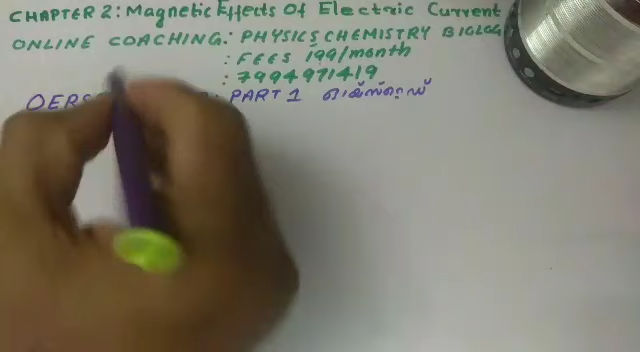 CHAPTER 2: Magnetic Effects Of Electric Current
ONLINE COACHING: PHYSICS CHEMISTRY BIOLOG
: FEES 199/month
: 7994971419
OERS : PART 1